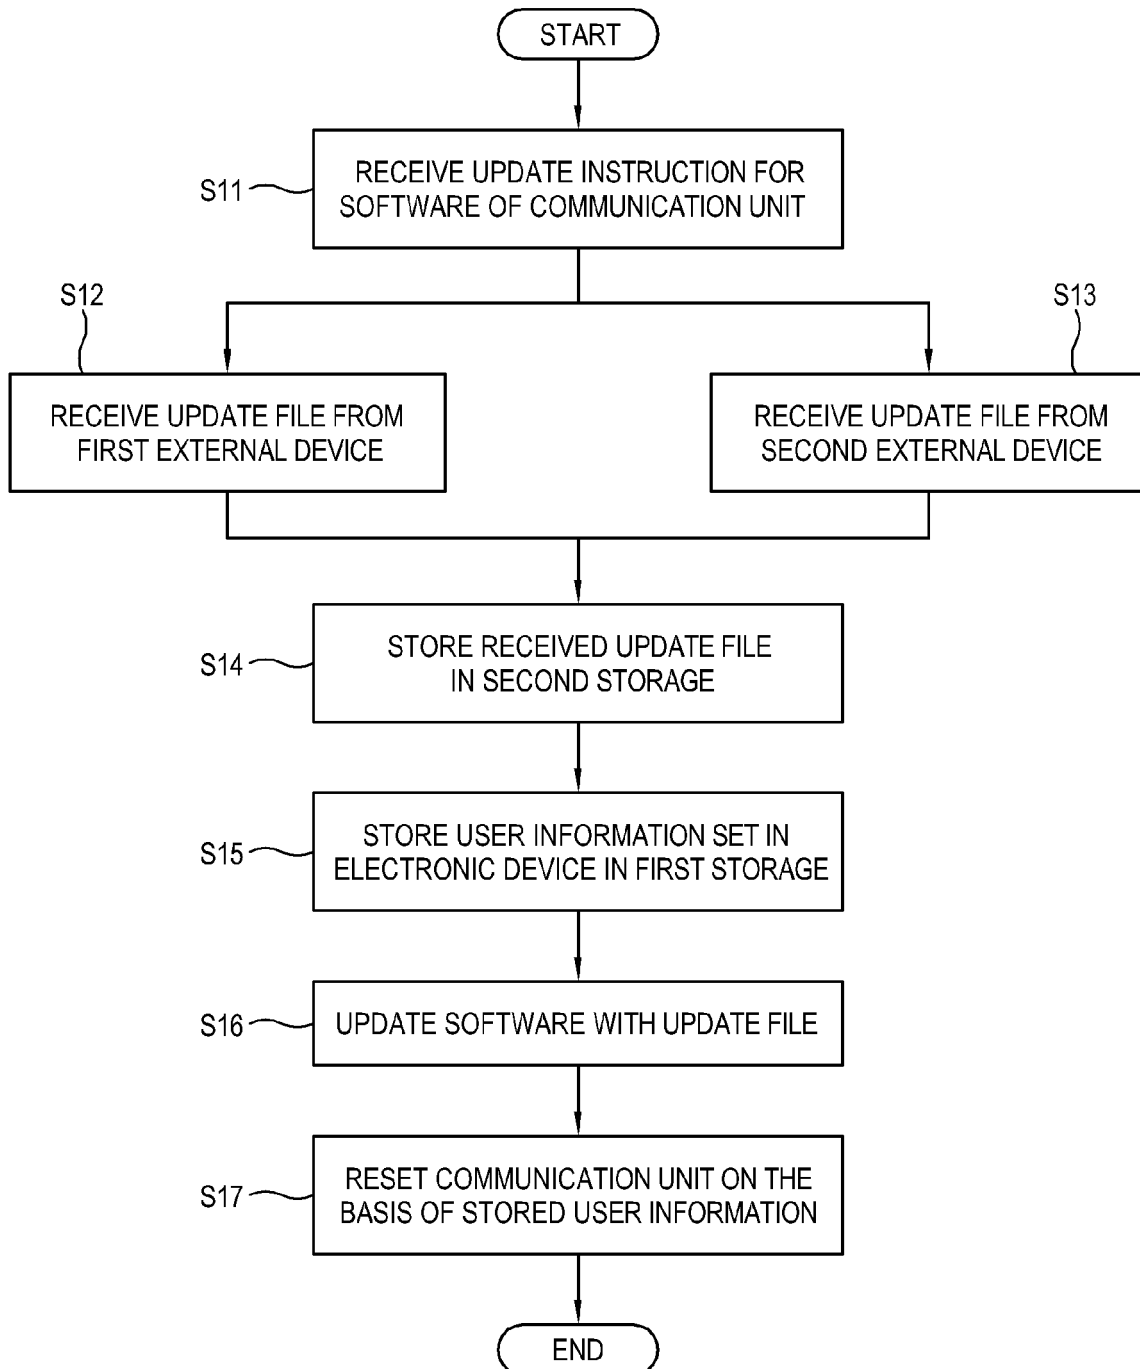 START
S11
RECEIVE UPDATE INSTRUCTION FOR
SOFTWARE OF COMMUNICATION UNIT
S12
S13
RECEIVE UPDATE FILE FROM
FIRST EXTERNAL DEVICE
RECEIVE UPDATE FILE FROM
SECOND EXTERNAL DEVICE
S14
STORE RECEIVED UPDATE FILE
IN SECOND STORAGE
S15
STORE USER INFORMATION SET IN
ELECTRONIC DEVICE IN FIRST STORAGE
S16
UPDATE SOFTWARE WITH UPDATE FILE
S17
RESET COMMUNICATION UNIT ON THE
BASIS OF STORED USER INFORMATION
END